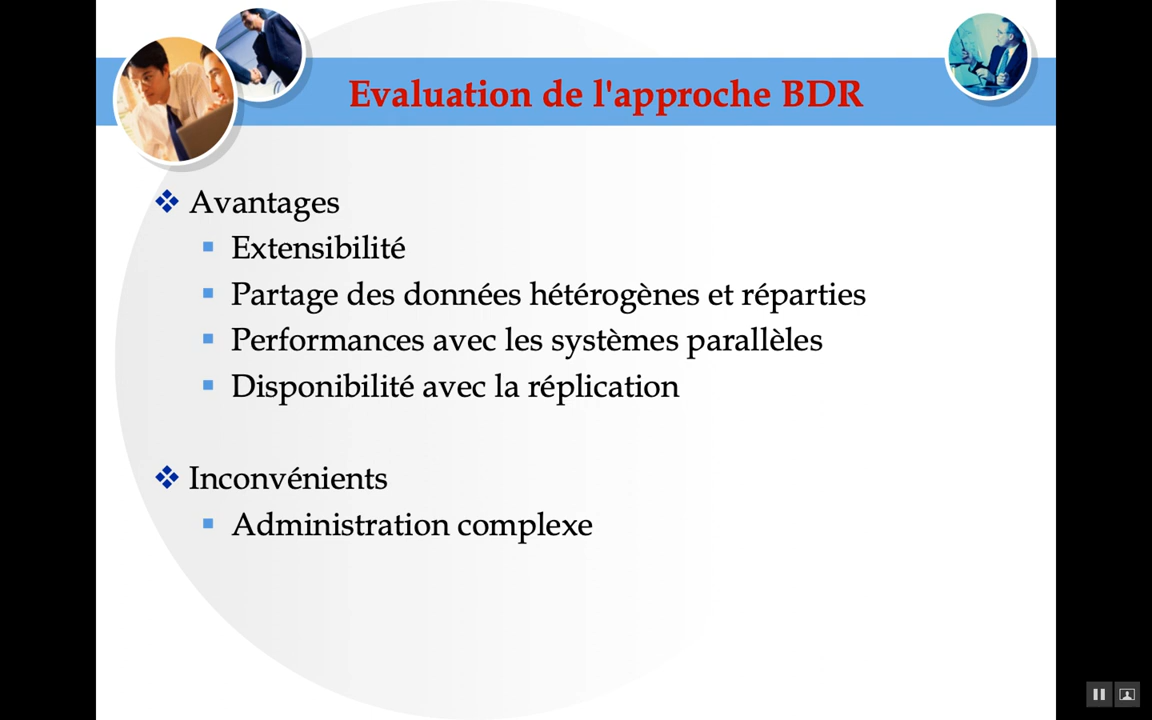 Evaluation de l'approche BDR
Avantages
Extensibilité
Partage des données hétérogènes et réparties
Performances avec les systèmes parallèles
Disponibilité avec la réplication
Inconvénients
Administration complexe